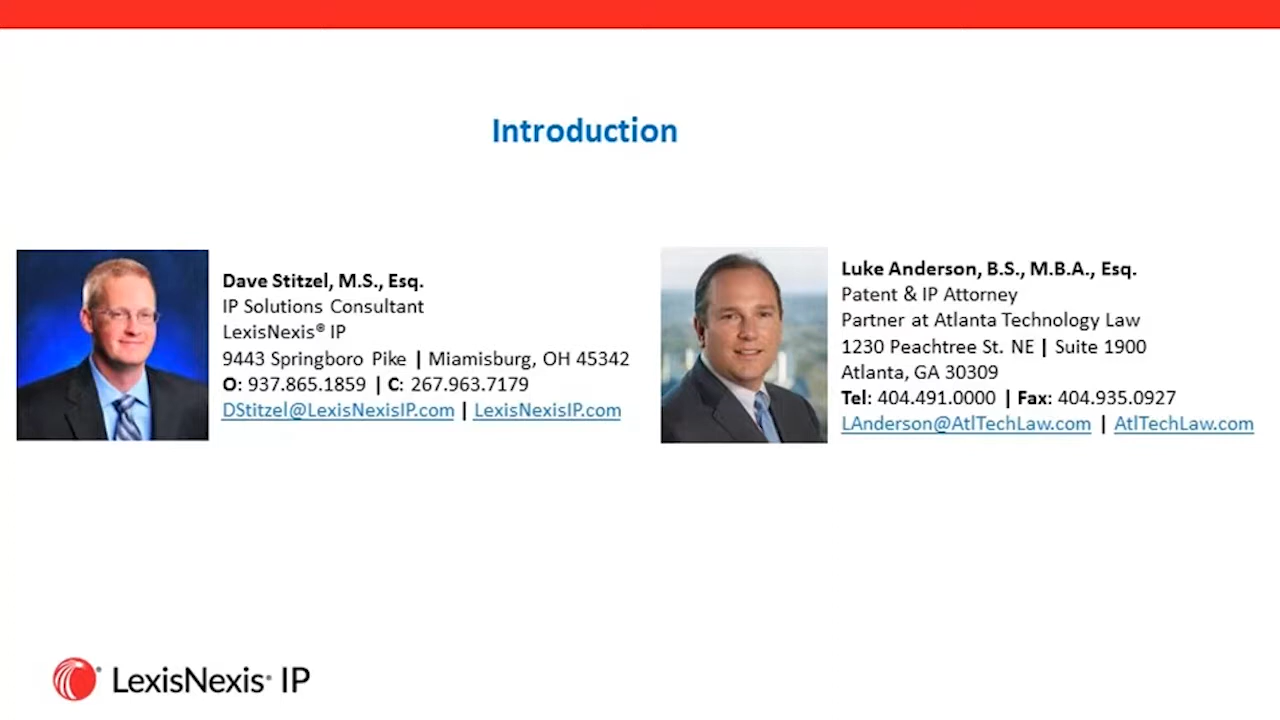 Introduction
Dave Stitzel, M.S., Esq.
IP Solutions Consultant
LexisNexis® IP
9443 Springboro Pike | Miamisburg, OH 45342
O: 937.865.1859 | C: 267.963.7179
DStitzel@LexisNexisIP.com | LexisNexisIP.com
Luke Anderson, B.S., M.B.A., Esq.
Patent & IP Attorney
Partner at Atlanta Technology Law
1230 Peachtree St. NE | Suite 1900
Atlanta, GA 30309
Tel: 404.491.0000 | Fax: 404.935.0927
LAnderson@AtlTechLaw.com | AtlTechLaw.com
LexisNexis® IP